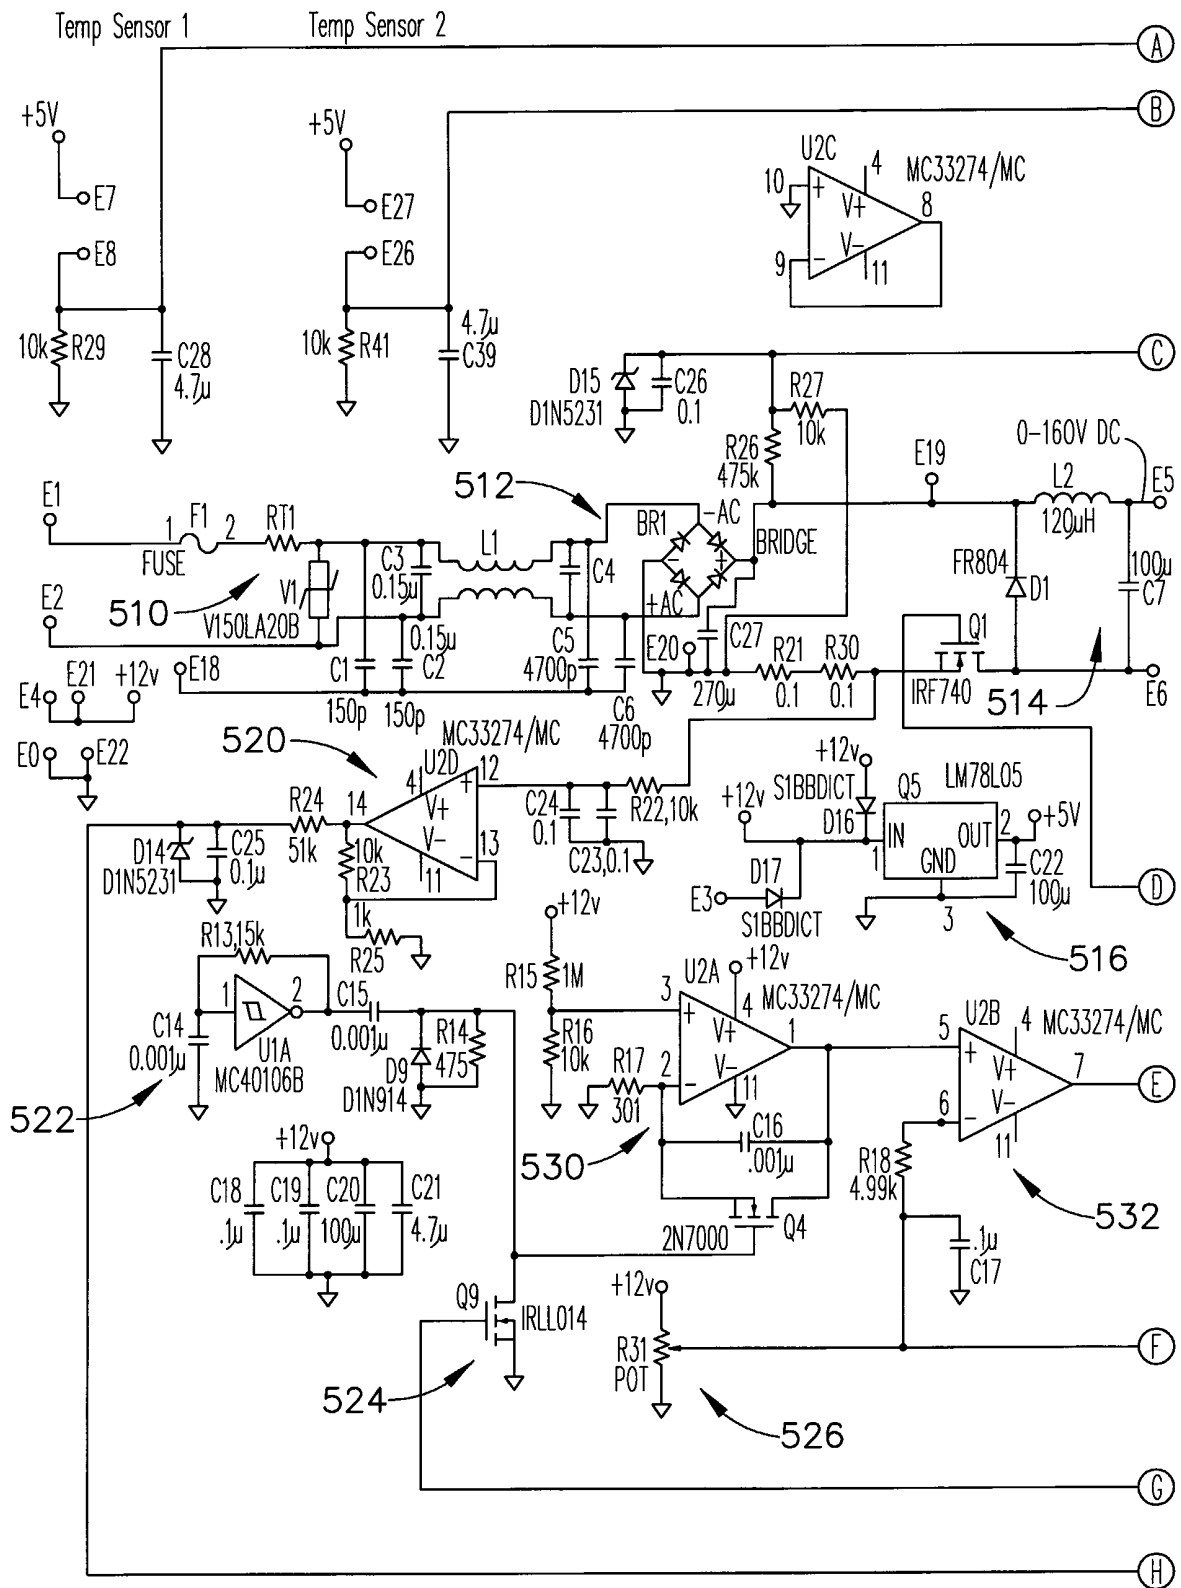 Temp Sensor 1
Temp Sensor 2
A
B
+5V
+5V
E7
E27
E8
E26
U2C
4
MC33274/MC
10
+
V+
8
V-
9
-
11
10k
R29
C28
4.7µ
10k
R41
4.7µ
C39
C
D15
D1N5231
C26
0.1
R27
10k
R26
475k
0-160V DC
E19
L2
E5
120µH
512
E1
1
F1
2
RT1
FUSE
C3
0.15µ
L1
C4
BR1
-AC
-
+
BRIDGE
+AC
FR804
D1
100µ
C7
510
V1
V150LA20B
E2
0.15µ
C5
4700p
C27
E20
R21
0.1
R30
0.1
Q1
IRF740
E6
514
E18
C1
150p
C2
150p
C6
4700p
270µ
E4
E21
+12v
E0
E22
520
MC33274/MC
U2D
4
12
+
V+
V-
14
13
-
11
R24
51k
10k
R23
D14
D1N5231
C25
0.1µ
1k
R25
C24
0.1
R22,10k
C23,0.1
+12v
S1BBDICT
+12v
D16
Q5
LM78L05
IN
OUT
2
+5V
1
GND
3
C22
100µ
D17
E3
S1BBDICT
516
D
R13,15k
1
2
C14
0.001µ
U1A
MC40106B
C15
0.001µ
R14
475
D9
D1N914
522
+12v
R15
1M
R16
10k
U2A
+12v
3
+
4
MC33274/MC
V+
V-
1
2
-
11
R17
301
530
C16
.001µ
Q4
2N7000
5
+
U2B
4
MC33274/MC
V+
V-
7
6
-
11
E
R18
4.99k
532
.1µ
C17
+12v
C18
.1µ
C19
.1µ
C20
100µ
C21
4.7µ
Q9
IRLL014
524
+12v
R31
POT
526
F
G
H